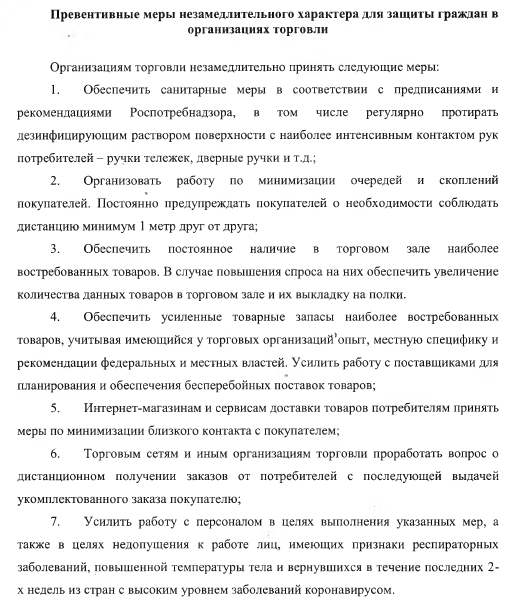 Превентивные меры незамедлительного характера для защиты граждан в
организациях торговли
Организациям торговли незамедлительно принять следующие меры:
1. Обеспечить санитарные меры в соответствии с предписаниями и
рекомендациями Роспотребнадзора, в том числе регулярно протирать
дезинфицирующим раствором поверхности с наиболее интенсивным контактом рук
потребителей – ручки тележек, дверные ручки и т.д.;
2. Организовать работу по минимизации очередей и скоплений
покупателей. Постоянно предупреждать покупателей о необходимости соблюдать
дистанцию минимум 1 метр друг от друга;
3. Обеспечить постоянное наличие в торговом зале наиболее
востребованных товаров. В случае повышения спроса на них обеспечить увеличение
количества данных товаров в торговом зале и их выкладку на полки.
4. Обеспечить усиленные товарные запасы наиболее востребованных
товаров, учитывая имеющийся у торговых организаций опыт, местную специфику и
рекомендации федеральных и местных властей. Усилить работу с поставщиками для
планирования и обеспечения бесперебойных поставок товаров;
5. Интернет-магазинам и сервисам доставки товаров потребителям принять
меры по минимизации близкого контакта с покупателем;
6. Торговым сетям и иным организациям торговли проработать вопрос о
дистанционном получении заказов от потребителей с последующей выдачей
укомплектованного заказа покупателю;
7. Усилить работу с персоналом в целях выполнения указанных мер, а
также в целях недопущения к работе лиц, имеющих признаки респираторных
заболеваний, повышенной температуры тела и вернувшихся в течение последних 2-
х недель из стран с высоким уровнем заболеваний коронавирусом.